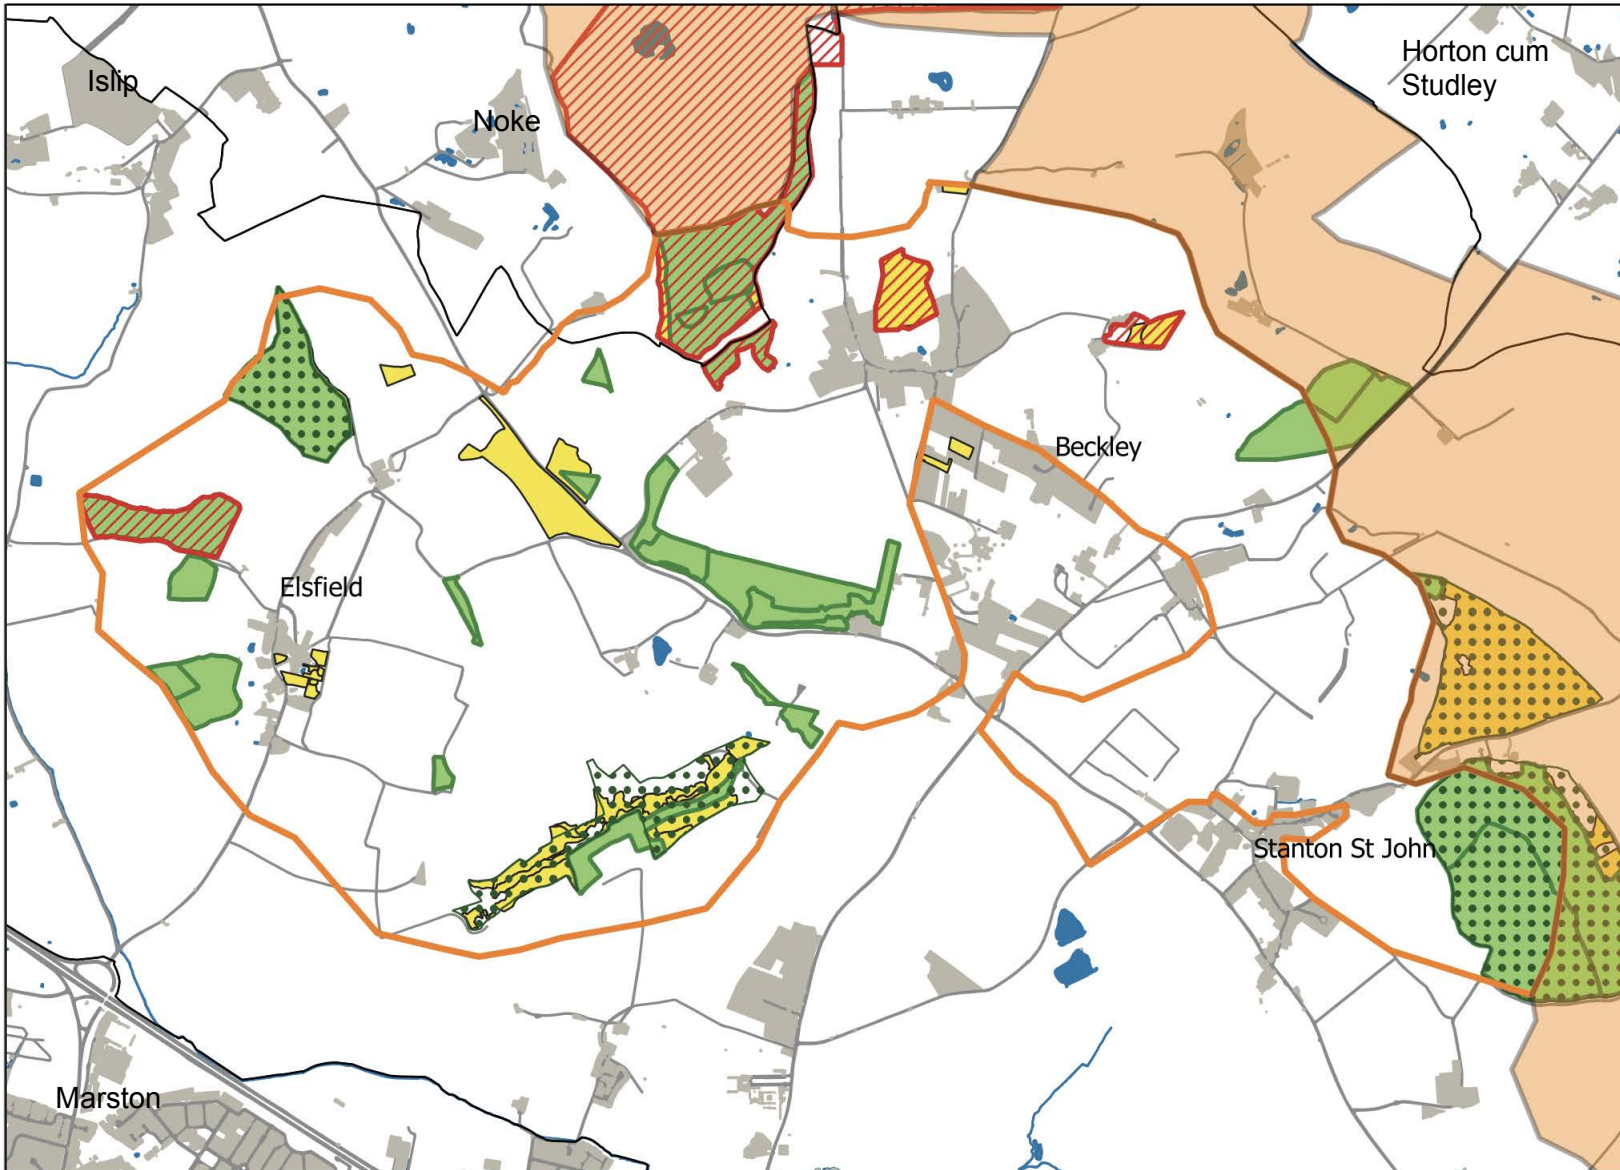 Islip
Noke
Horton cum
Studley
Beckley
Elsfield
Stanton St John
Marston